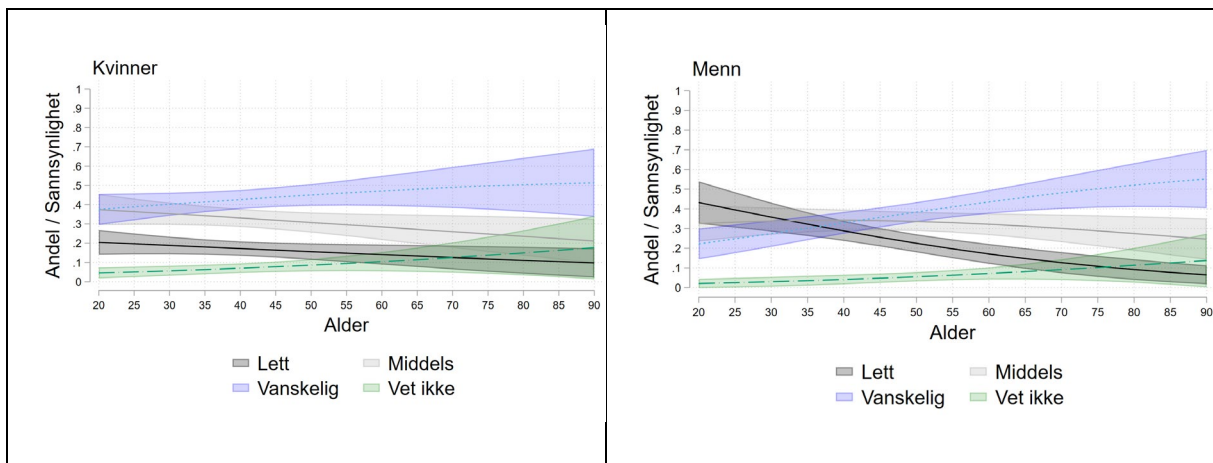 Kvinner
Andel / Sannsynlighet
1
.9
.8
.7
.6
.5
.4
.3
.2
.1
0
20 25 30 35 40 45 50 55 60 65 70 75 80 85 90
Alder
Lett Middels
Vanskelig Vet ikke
Menn
Andel / Sannsynlighet
1
.9
.8
.7
.6
.5
.4
.3
.2
.1
0
20 25 30 35 40 45 50 55 60 65 70 75 80 85 90
Alder
Lett Middels
Vanskelig Vet ikke